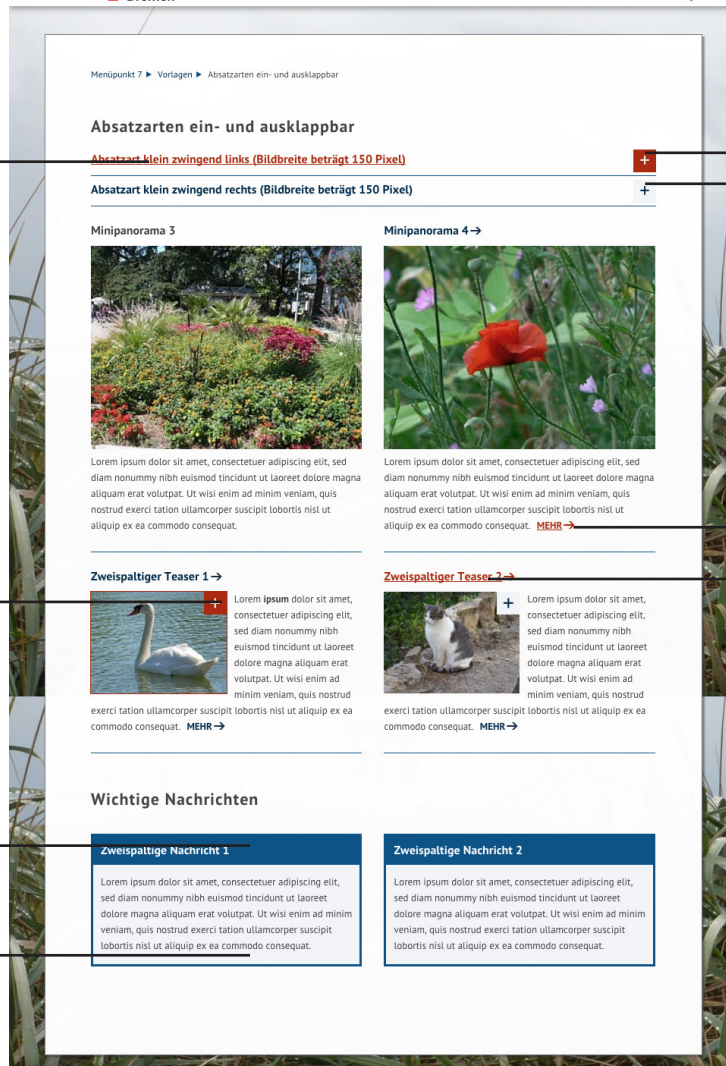 Menüpunkt 7 ▶ Vorlagen ▶ Absatzarten ein- und ausklappbar
Absatzarten ein- und ausklappbar
Absatzart klein zwingend links (Bildbreite beträgt 150 Pixel)
+
Absatzart klein zwingend rechts (Bildbreite beträgt 150 Pixel)
+
Minipanorama 3
Lorem ipsum dolor sit amet, consectetuer adipiscing elit, sed
diam nonummy nibh euismod tincidunt ut laoreet dolore magna
aliquam erat volutpat. Ut wisi enim ad minim veniam, quis
nostrud exerci tation ullamcorper suscipit lobortis nisl ut
aliquip ex ea commodo consequat.
Minipanorama 4→
Lorem ipsum dolor sit amet, consectetuer adipiscing elit, sed
diam nonummy nibh euismod tincidunt ut laoreet dolore magna
aliquam erat volutpat. Ut wisi enim ad minim veniam, quis
nostrud exerci tation ullamcorper suscipit lobortis nisl ut
aliquip ex ea commodo consequat. MEHR→
Zweispaltiger Teaser 1→
+
Lorem ipsum dolor sit amet,
consectetuer adipiscing elit,
sed diam nonummy nibh
euismod tincidunt ut laoreet
dolore magna aliquam erat
volutpat. Ut wisi enim ad
minim veniam, quis nostrud
exerci tation ullamcorper suscipit lobortis nisl ut aliquip ex ea
commodo consequat. MEHR→
Zweispaltiger Teaser 2→
+
Lorem ipsum dolor sit amet,
consectetuer adipiscing elit,
sed diam nonummy nibh
euismod tincidunt ut laoreet
dolore magna aliquam erat
volutpat. Ut wisi enim ad
minim veniam, quis nostrud
exerci tation ullamcorper suscipit lobortis nisl ut aliquip ex ea
commodo consequat. MEHR→
Wichtige Nachrichten
Zweispaltige Nachricht 1
Lorem ipsum dolor sit amet, consectetuer adipiscing elit,
sed diam nonummy nibh euismod tincidunt ut laoreet
dolore magna aliquam erat volutpat. Ut wisi enim ad minim
veniam, quis nostrud exerci tation ullamcorper suscipit
lobortis nisl ut aliquip ex ea commodo consequat.
Zweispaltige Nachricht 2
Lorem ipsum dolor sit amet, consectetuer adipiscing elit,
sed diam nonummy nibh euismod tincidunt ut laoreet
dolore magna aliquam erat volutpat. Ut wisi enim ad minim
veniam, quis nostrud exerci tation ullamcorper suscipit
lobortis nisl ut aliquip ex ea commodo consequat.